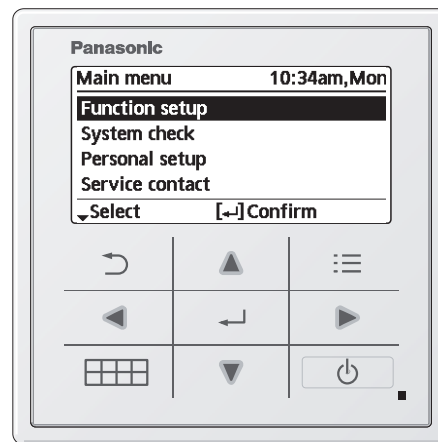 Panasonic
Main menu 10:34am,Mon
Function setup
System check
Personal setup
Service contact
Select [↵]Confirm